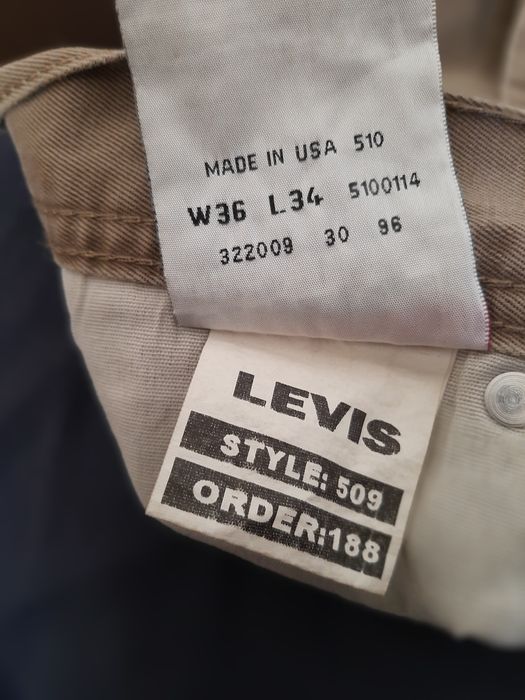 MADE IN USA 510
W36 L34 5100114
322009 30 96
LEVIS
STYLE: 509
ORDER:188